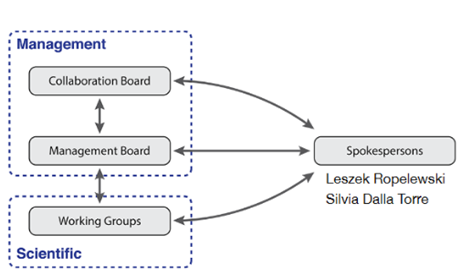 Management
Collaboration Board
Management Board
Spokespersons
Leszek Ropelewski
Silvia Dalla Torre
Working Groups
Scientific